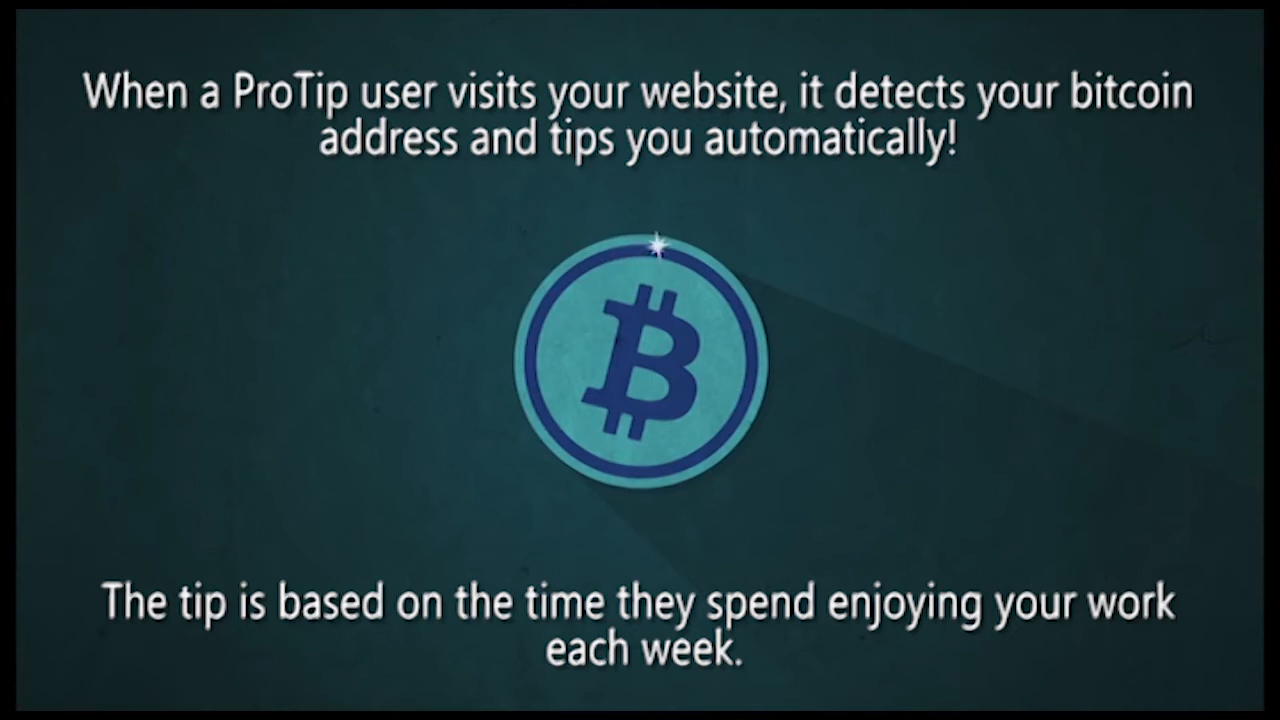 When a ProTip user visits your website, it detects your bitcoin
address and tips you automatically!
The tip is based on the time they spend enjoying your work
each week.